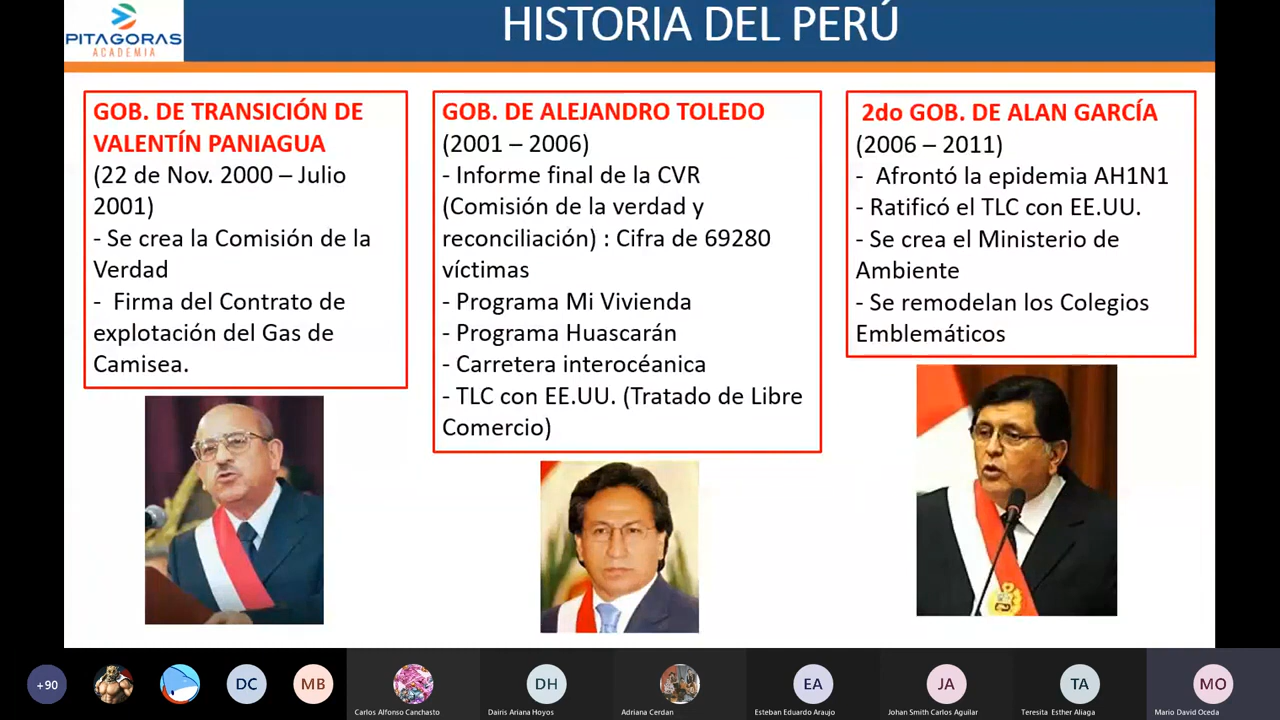 PITAGORAS
ACADEMIA
HISTORIA DEL PERÚ
GOB. DE TRANSICIÓN DE
VALENTÍN PANIAGUA
(22 de Nov. 2000 – Julio
2001)
- Se crea la Comisión de la
Verdad
- Firma del Contrato de
explotación del Gas de
Camisea.
GOB. DE ALEJANDRO TOLEDO
(2001 – 2006)
- Informe final de la CVR
(Comisión de la verdad y
reconciliación) : Cifra de 69280
víctimas
- Programa Mi Vivienda
- Programa Huascarán
- Carretera interocéanica
- TLC con EE.UU. (Tratado de Libre
Comercio)
2do GOB. DE ALAN GARCÍA
(2006 – 2011)
- Afrontó la epidemia AH1N1
- Ratificó el TLC con EE.UU.
- Se crea el Ministerio de
Ambiente
- Se remodelan los Colegios
Emblemáticos
+90
DC
MB
DH
EA
JA
TA
MO
Carlos Alfonso Canchasto
Dairis Ariana Hoyos
Adriana Cerdan
Esteban Eduardo Araujo
Johan Smith Carlos Aguilar
Teresita Esther Aliaga
Mario David Oceda